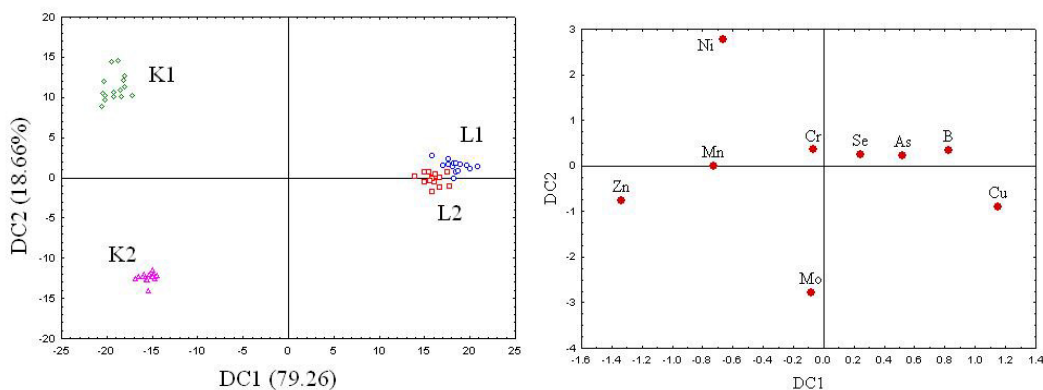 20
15
10
5
0
-5
-10
-15
-20
DC2 (18.66%)
K1
L1
L2
K2
-25 -20 -15 -10 -5 0 5 10 15 20 25
DC1 (79.26)
3
2
1
0
-1
-2
-3
-4
DC2
Ni
Cr
Se
As
B
Mn
Zn
Cu
Mo
-1.6 -1.4 -1.2 -1.0 -0.8 -0.6 -0.4 -0.2 0.0 0.2 0.4 0.6 0.8 1.0 1.2 1.4
DC1